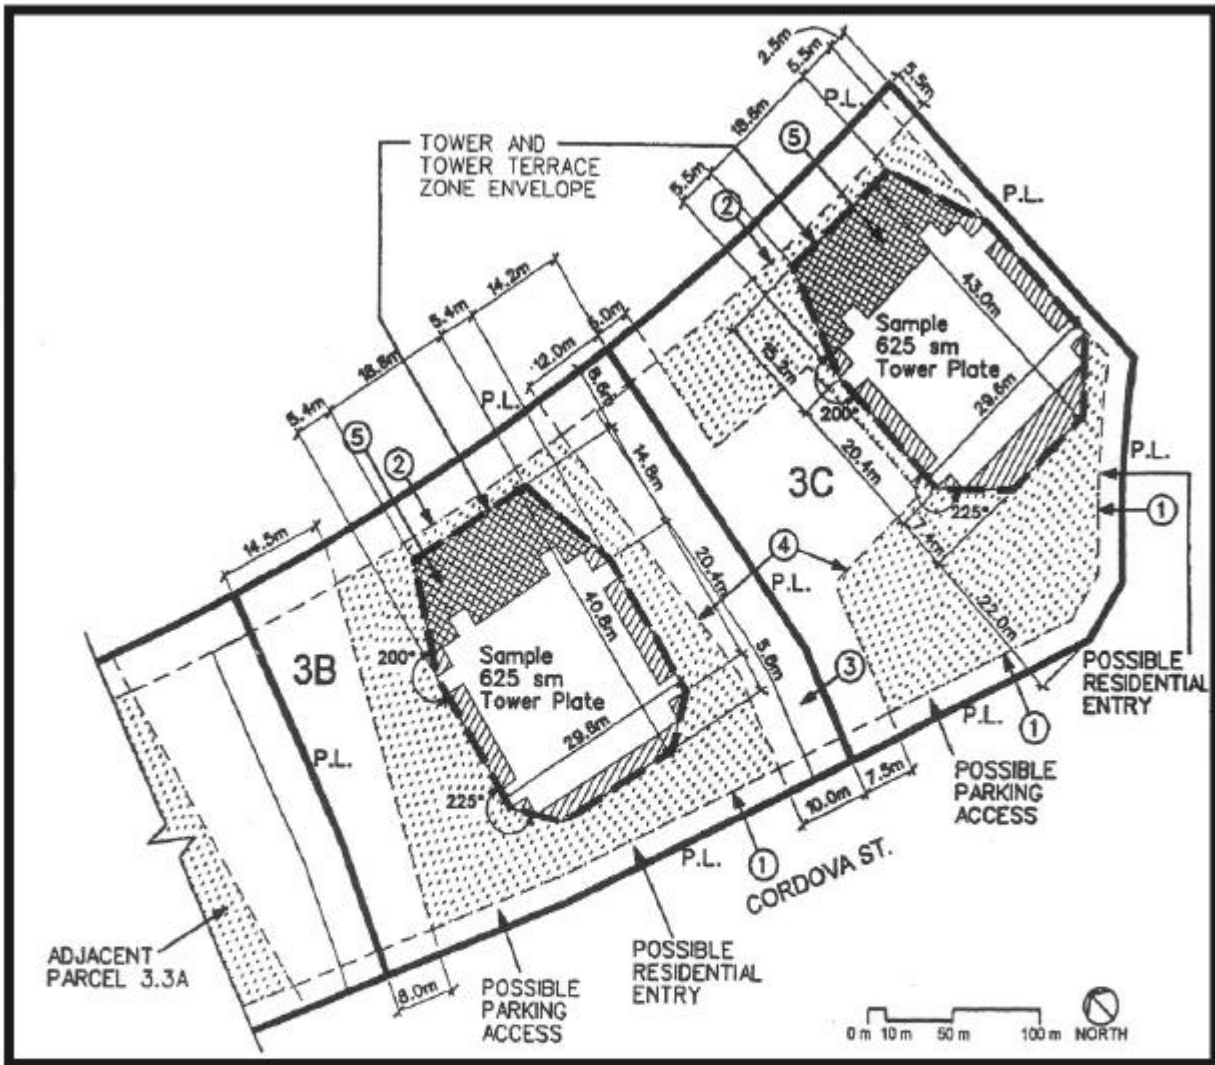 2.5m
5.5m
5.5m
P.L.
18.6m
TOWER AND
TOWER TERRACE
ZONE ENVELOPE
5
5.5m
2
P.L.
14.2m
5.4m
43.0m
Sample
625 sm
Tower Plate
18.6m
12.0m
6.0m
8.6m
15.2m
29.6m
P.L.
5.4m
200°
5
2
14.8m
20.4m
P.L.
3C
225°
1
14.5m
4
7.4m
20.4m
P.L.
40.8m
22.0m
200°
3B
Sample
625 sm
Tower Plate
5.8m
3
POSSIBLE
RESIDENTIAL
ENTRY
29.6m
P.L.
P.L.
1
POSSIBLE
PARKING
ACCESS
225°
7.5m
10.0m
P.L.
1
CORDOVA ST.
ADJACENT
PARCEL 3.3A
8.0m
POSSIBLE
PARKING
ACCESS
POSSIBLE
RESIDENTIAL
ENTRY
0 m 10 m 50 m 100 m NORTH